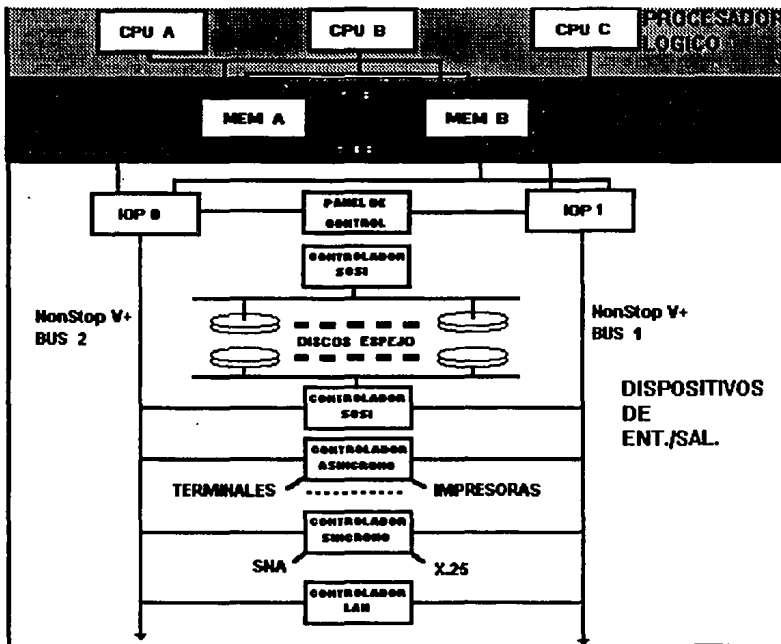 CPU A
CPU B
CPU C
PROCESADOR
LOGICO
MEM A
MEM B
IOP 0
PANEL DE
CONTROL
IOP 1
CONTROLADOR
SCSI
NonStop V+
BUS 2
NonStop V+
BUS 1
DISCOS ESPEJO
CONTROLADOR
SCSI
DISPOSITIVOS
DE
ENT./SAL.
CONTROLADOR
ASINCRONO
TERMINALES
IMPRESORAS
CONTROLADOR
SINCRONO
SNA
X.25
CONTROLADOR
LAN